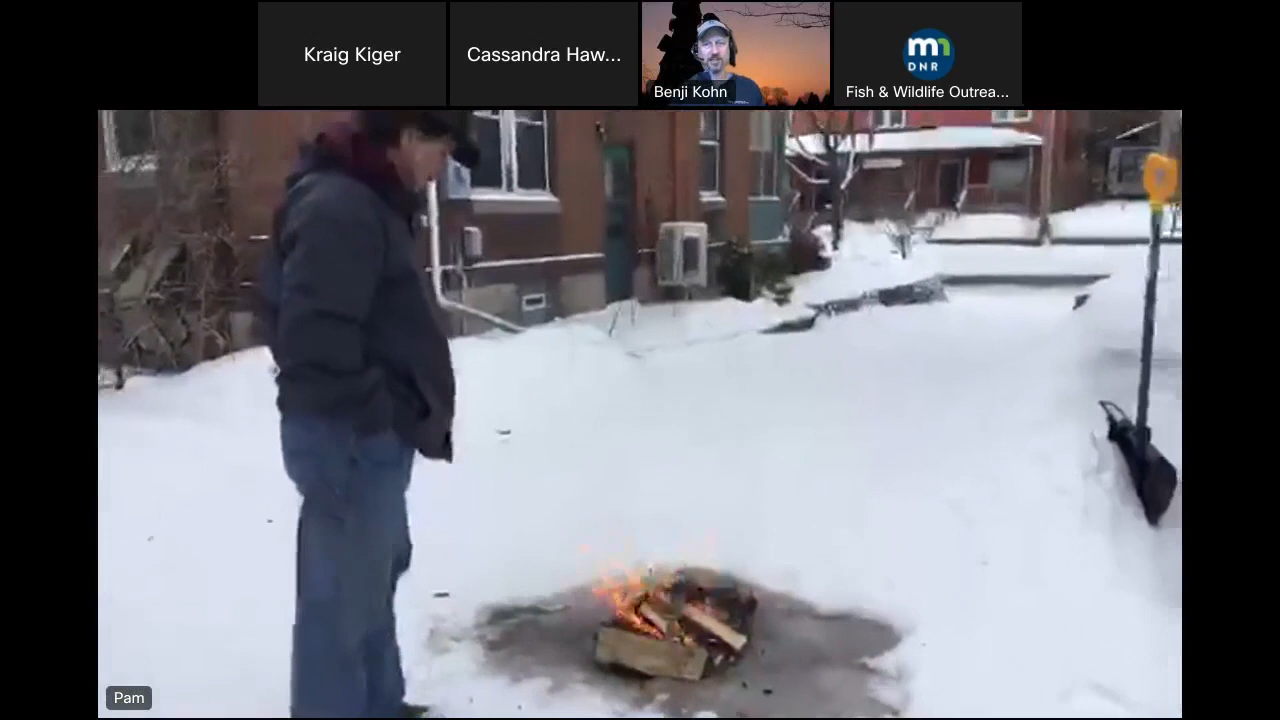 Kraig Kiger
Cassandra Haw...
Benji Kohn
mn
DNR
Fish & Wildlife Outrea...
Pam